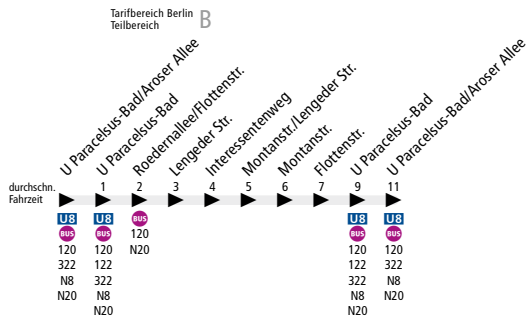 Tarifbereich Berlin B
Teilbereich
U Paracelsus-Bad/Aroser Allee
U Paracelsus-Bad
Roedernallee/Flottenstr.
Lengeder Str.
Interessentenweg
Montanstr./Lengeder Str.
Montanstr.
Flottenstr.
U Paracelsus-Bad
U Paracelsus-Bad/Aroser Allee
durchschn. 1 2 3 4 5 6 7 9 11
Fahrzeit
U8 U8 BUS U8 U8
BUS BUS 120 BUS BUS
120 120 N20 120 120
322 122 122 322
N8 322 322 N8
N20 N8 N8 N20
N20 N20